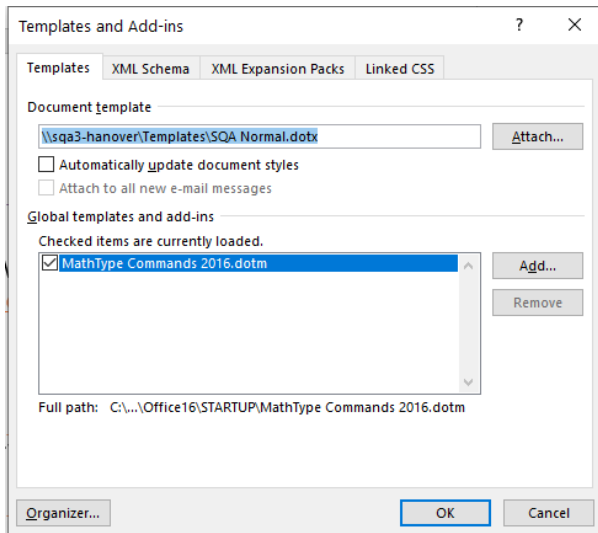 Templates and Add-ins ? ×
Templates XML Schema XML Expansion Packs Linked CSS
Document template
\\sqa3-hanover\Templates\SQA Normal.dotx Attach...
Automatically update document styles
Attach to all new e-mail messages
Global templates and add-ins
Checked items are currently loaded.
MathType Commands 2016.dotm Add...
Remove
Full path: C:\...\Office16\STARTUP\MathType Commands 2016.dotm
Organizer... OK Cancel